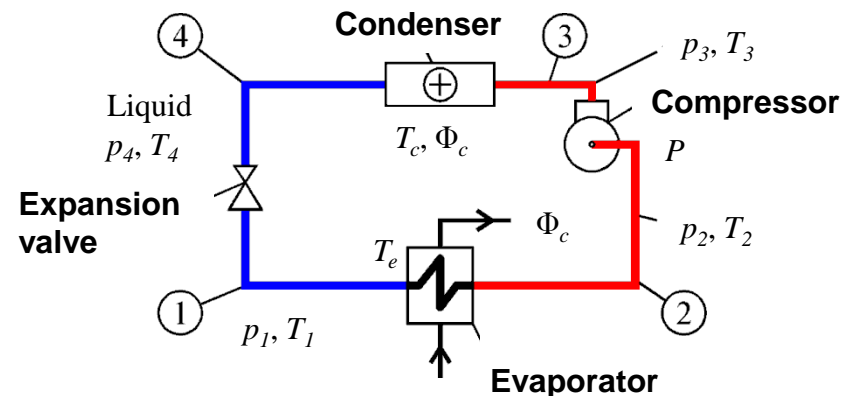 4
Condenser
3
p3, T3
Liquid
p4, T4
Compressor
Tc, Φc
P
Expansion
valve
Te
Φc
p2, T2
1
p1, T1
2
Evaporator